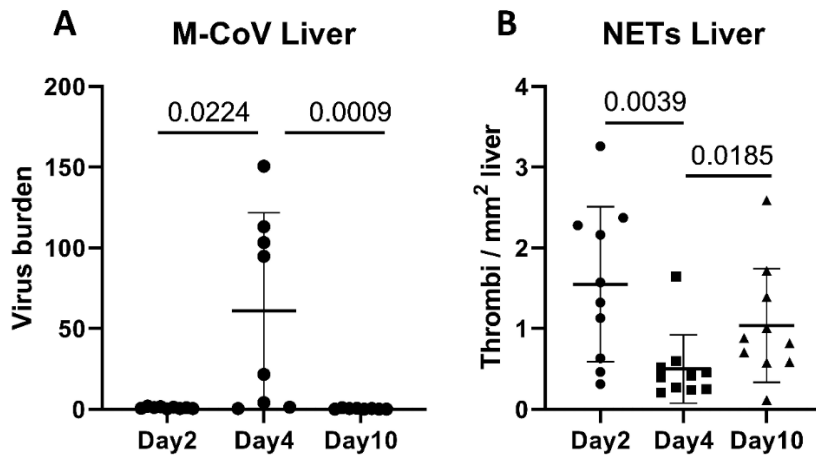 A
M-CoV Liver
Virus burden
200
150
100
50
0
0.0224
0.0009
Day2
Day4
Day10
B
NETs Liver
Thrombi / mm² liver
4
3
2
1
0
0.0039
0.0185
Day2
Day4
Day10